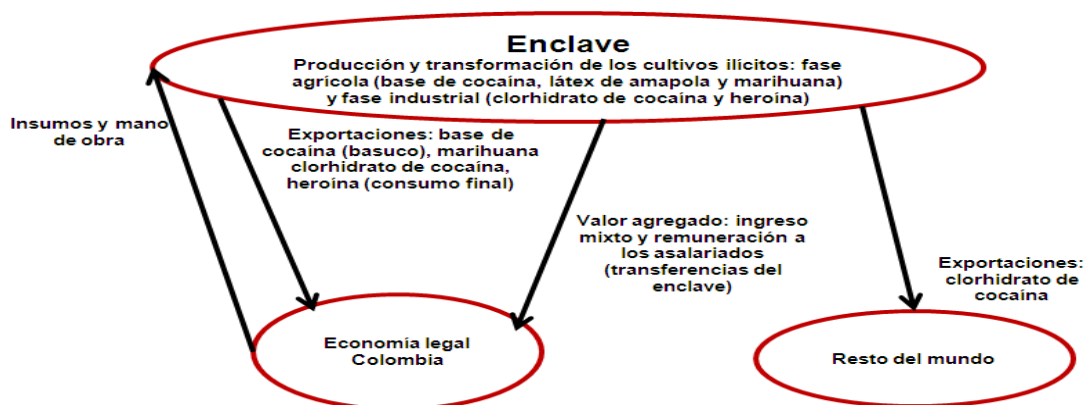 Enclave
Producción y transformación de los cultivos ilícitos: fase
agrícola (base de cocaína, látex de amapola y marihuana)
y fase industrial (clorhidrato de cocaína y heroína)
Insumos y mano
de obra
Exportaciones: base de
cocaína (basuco), marihuana
clorhidrato de cocaína,
heroína (consumo final)
Valor agregado: ingreso
mixto y remuneración a
los asalariados
(transferencias del
enclave)
Exportaciones:
clorhidrato de
cocaína
Economía legal
Colombia
Resto del mundo